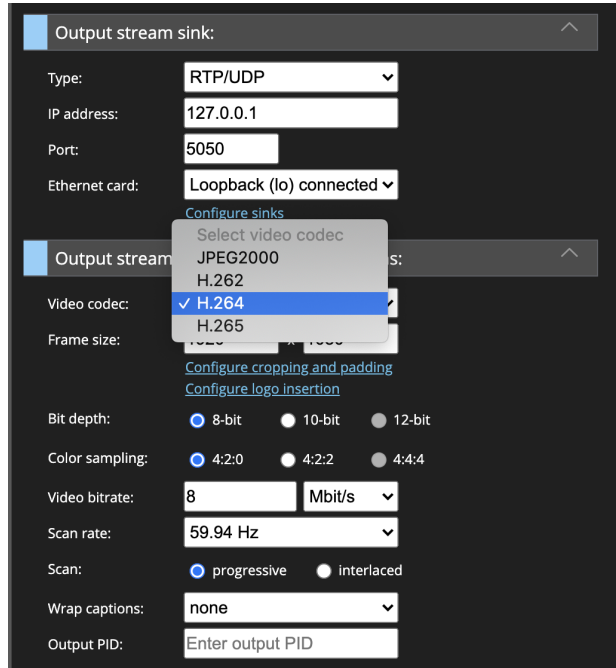 Output stream sink:
Type: RTP/UDP
IP address: 127.0.0.1
Port: 5050
Ethernet card: Loopback (lo) connected
Configure sinks
Select video codec
Output stream s:
JPEG2000
H.262
Video codec: ✓ H.264
H.265
Frame size:
Configure cropping and padding
Configure logo insertion
Bit depth: 8-bit 10-bit 12-bit
Color sampling: 4:2:0 4:2:2 4:4:4
Video bitrate: 8 Mbit/s
Scan rate: 59.94 Hz
Scan: progressive interlaced
Wrap captions: none
Output PID: Enter output PID